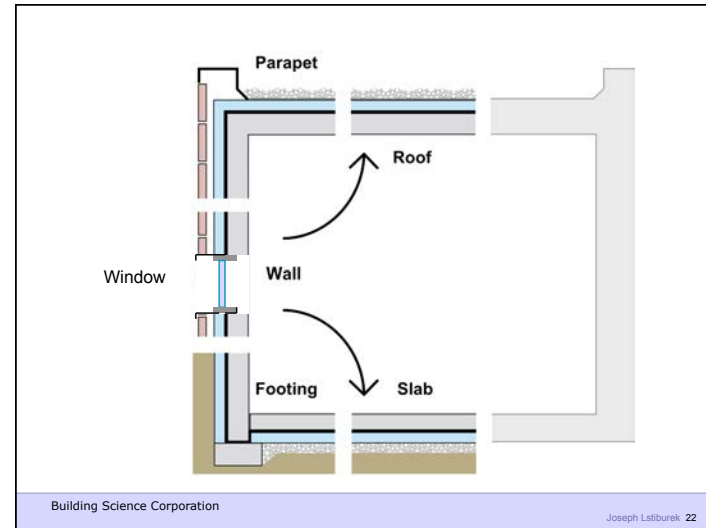 Parapet
Roof
Window
Wall
Footing
Slab
Building Science Corporation
Joseph Lstiburek 22